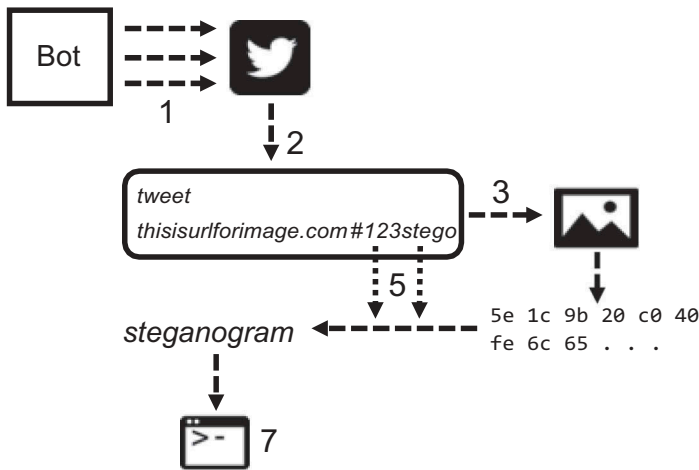 Bot
1
2
tweet
thisisurlforimage.com #123stego
3
5
5e 1c 9b 20 c0 40
fe 6c 65 . . .
steganogram
>-
7